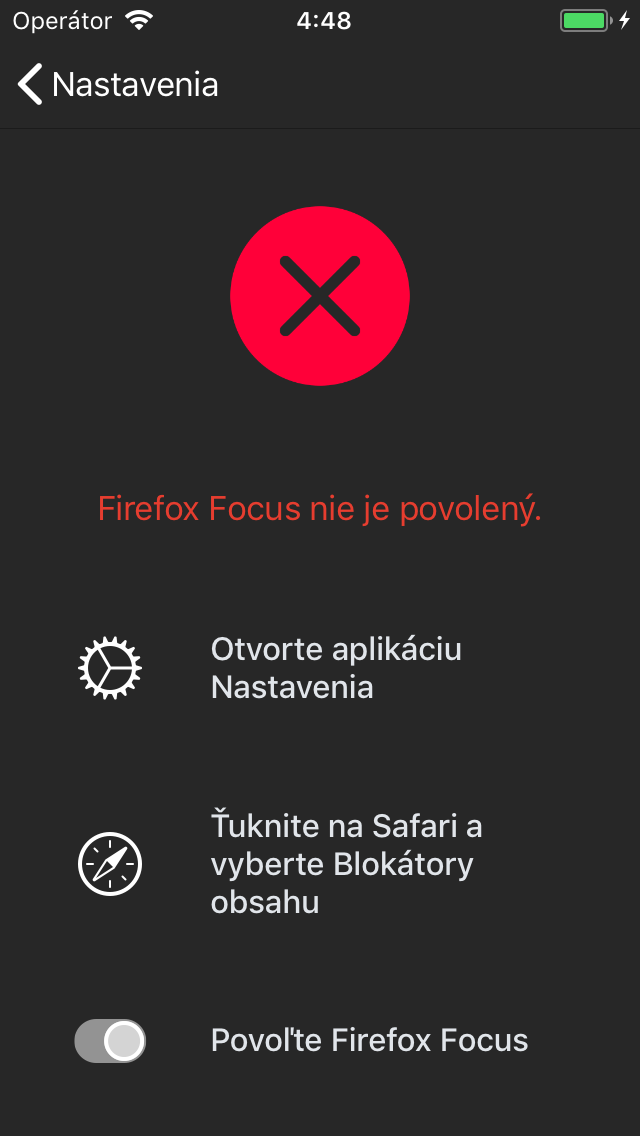 Operátor
4:48
Nastavenia
Firefox Focus nie je povolený.
Otvorte aplikáciu
Nastavenia
Ťuknite na Safari a
vyberte Blokátory
obsahu
Povoľte Firefox Focus